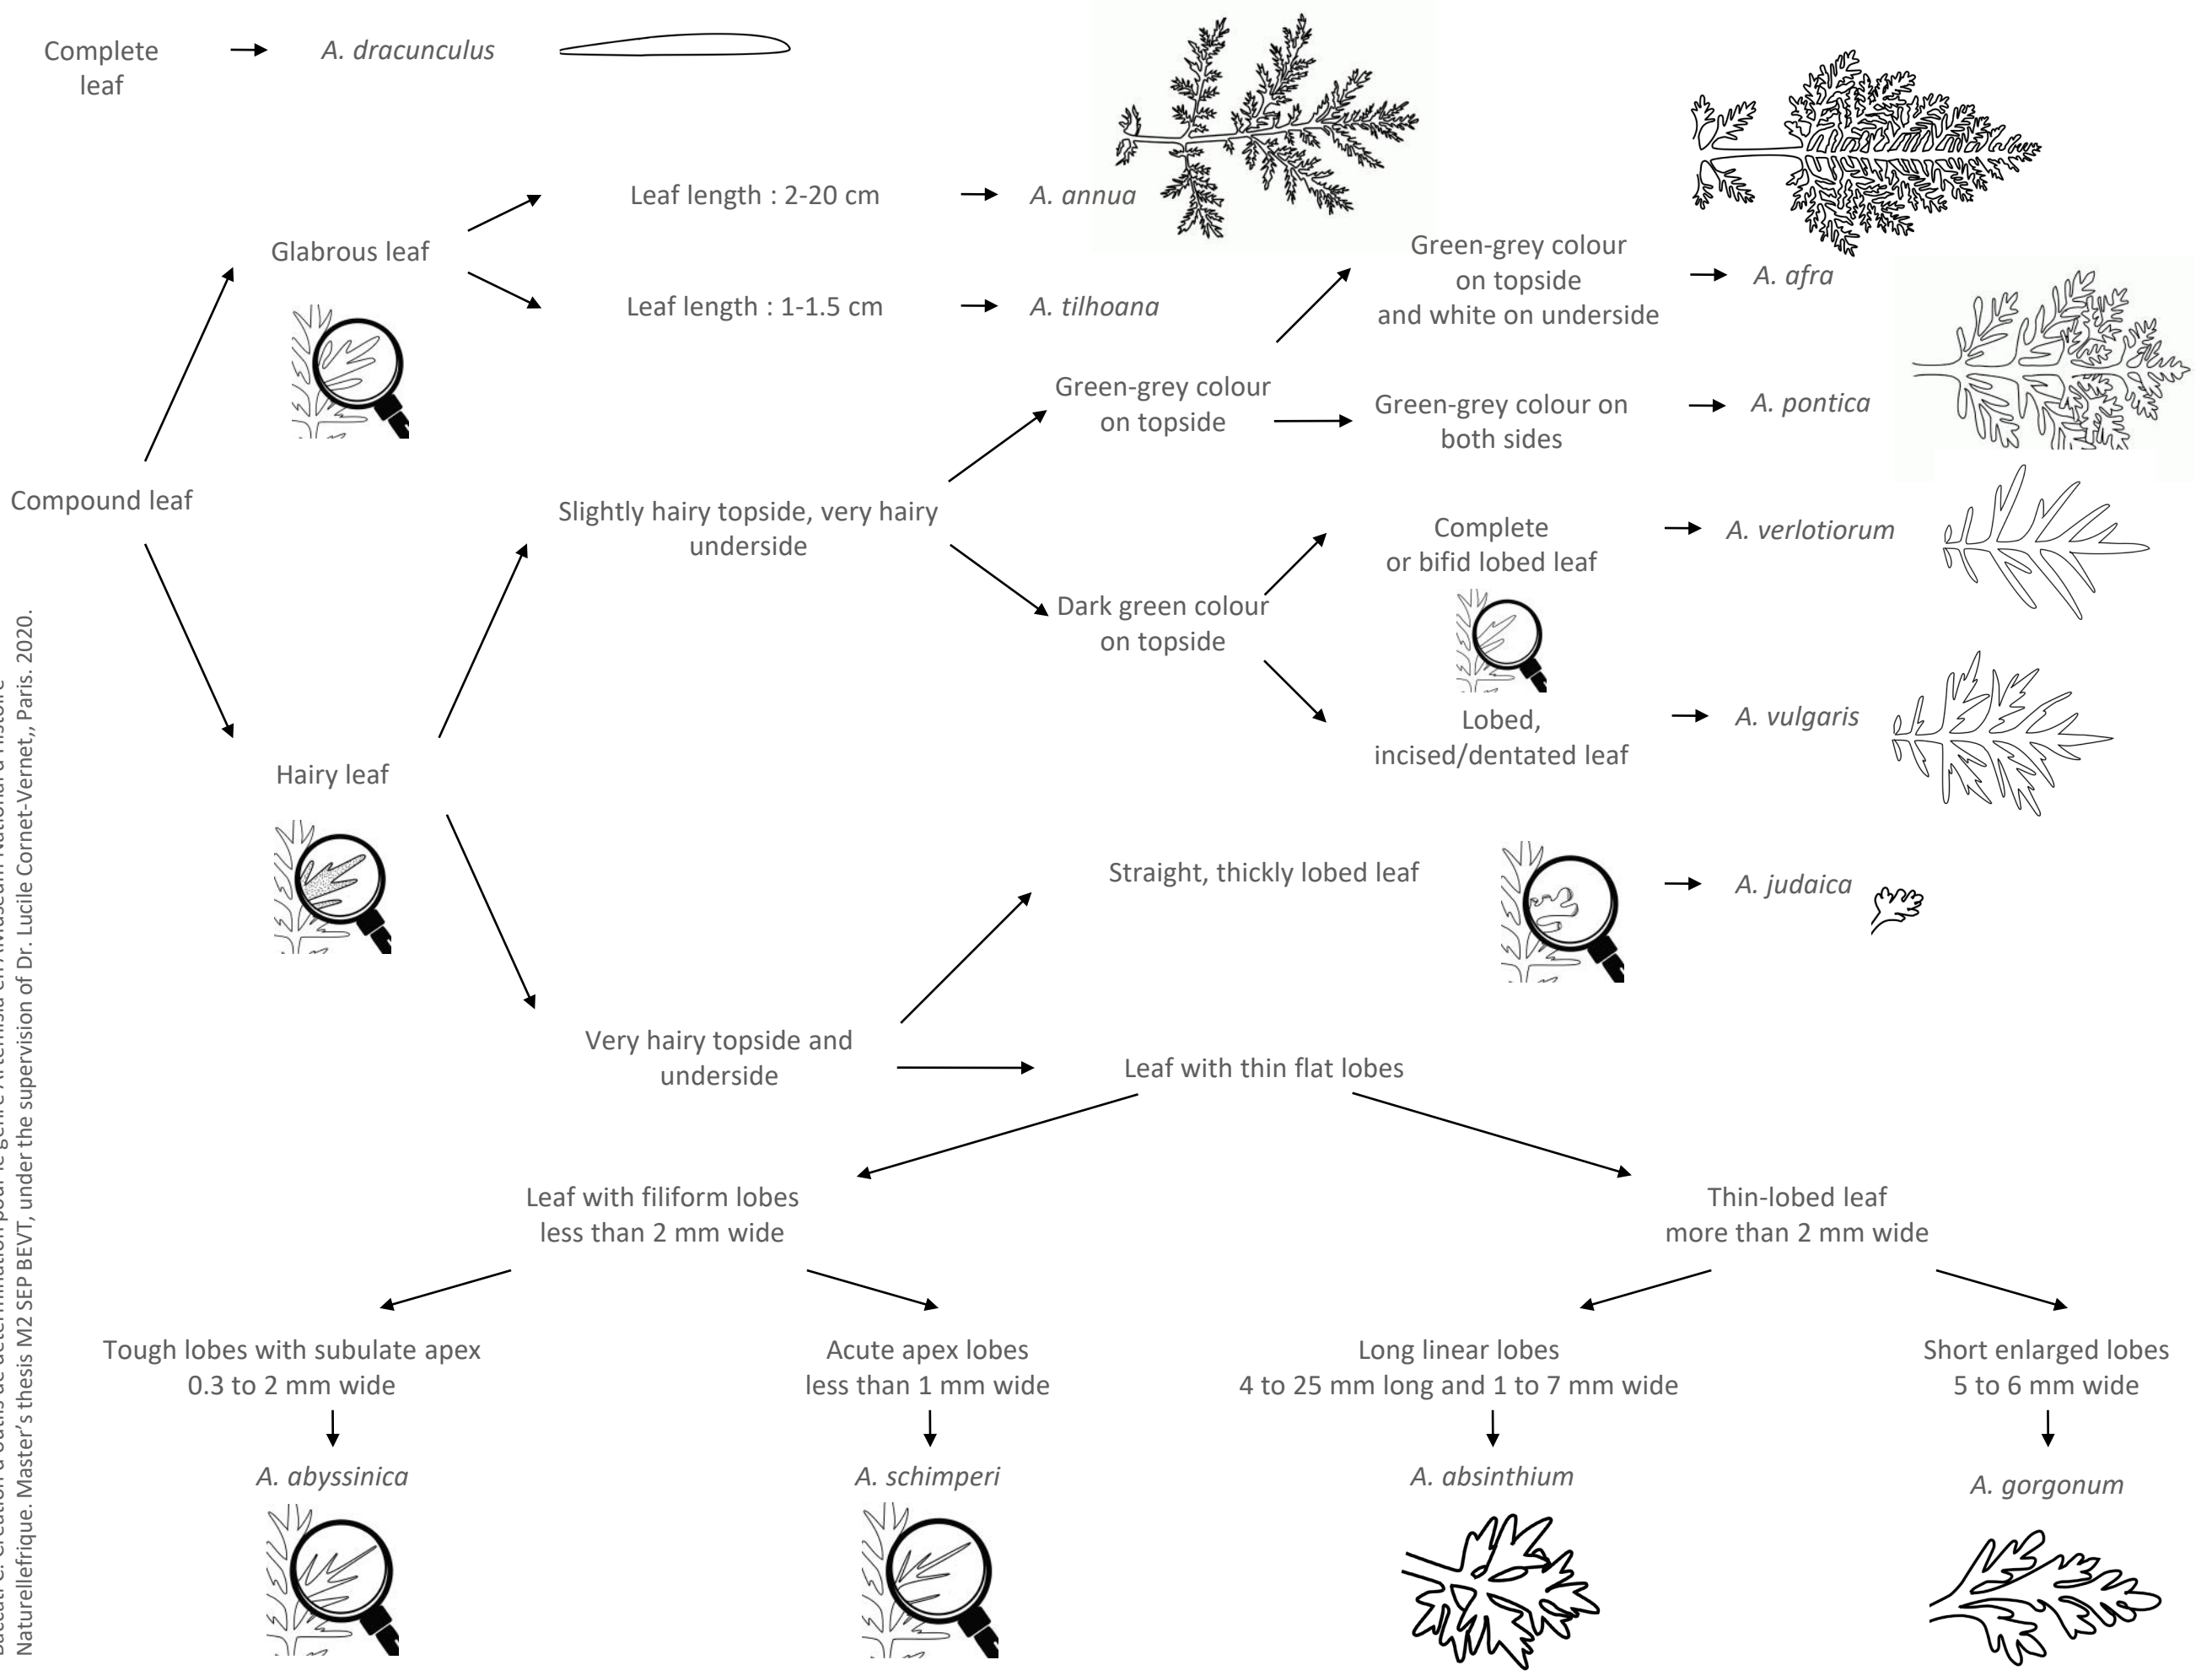 Complete
leaf
A. dracunculus
Leaf length : 2-20 cm
A. annua
Glabrous leaf
Leaf length : 1-1.5 cm
A. tilhoana
Green-grey colour
on topside
and white on underside
A. afra
Green-grey colour
on topside
Green-grey colour on
both sides
A. pontica
Compound leaf
Slightly hairy topside, very hairy
underside
Complete
or bifid lobed leaf
A. verlotiorum
Dark green colour
on topside
Lobed,
incised/dentated leaf
A. vulgaris
Hairy leaf
Straight, thickly lobed leaf
A. judaica
Very hairy topside and
underside
Leaf with thin flat lobes
Leaf with filiform lobes
less than 2 mm wide
Thin-lobed leaf
more than 2 mm wide
Tough lobes with subulate apex
0.3 to 2 mm wide
Acute apex lobes
less than 1 mm wide
Long linear lobes
4 to 25 mm long and 1 to 7 mm wide
Short enlarged lobes
5 to 6 mm wide
A. abyssinica
A. schimperi
A. absinthium
A. gorgonum
Naturellefrique. Master's thesis M2 SEP BEVT, under the supervision of Dr. Lucile Cornet-Vernet,, Paris. 2020.